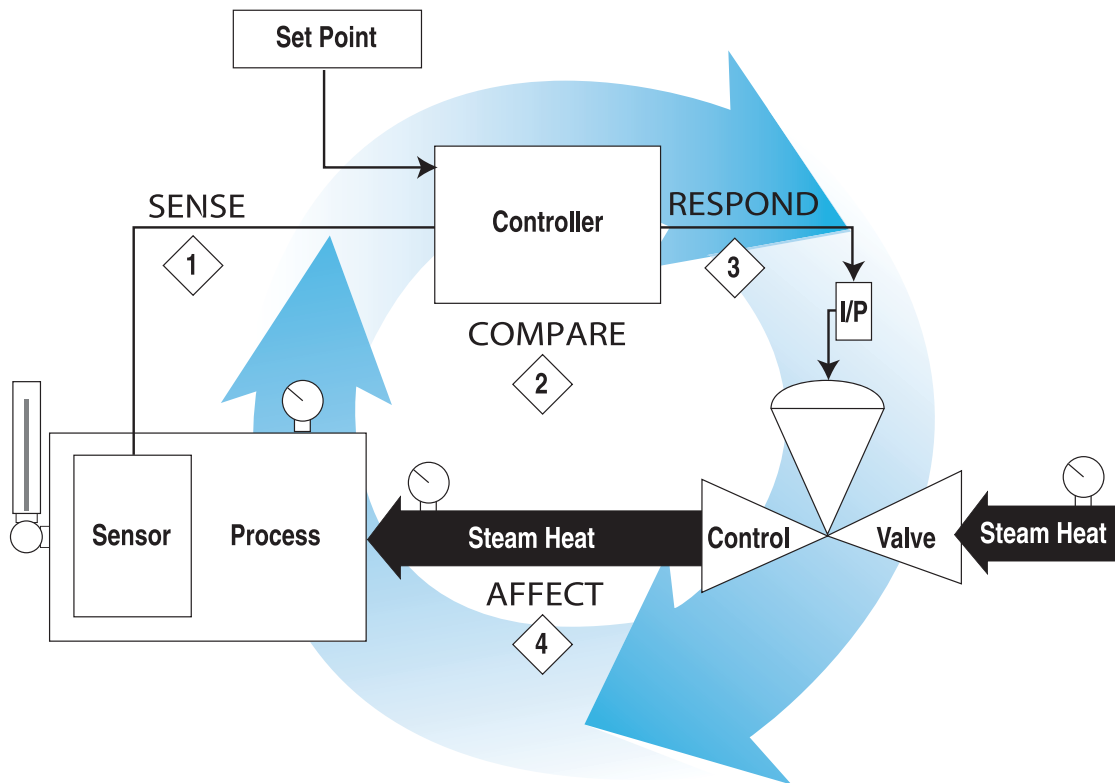 Set Point
SENSE
1
Controller
RESPOND
3
I/P
COMPARE
2
Sensor
Process
Steam Heat
Control
Valve
Steam Heat
AFFECT
4